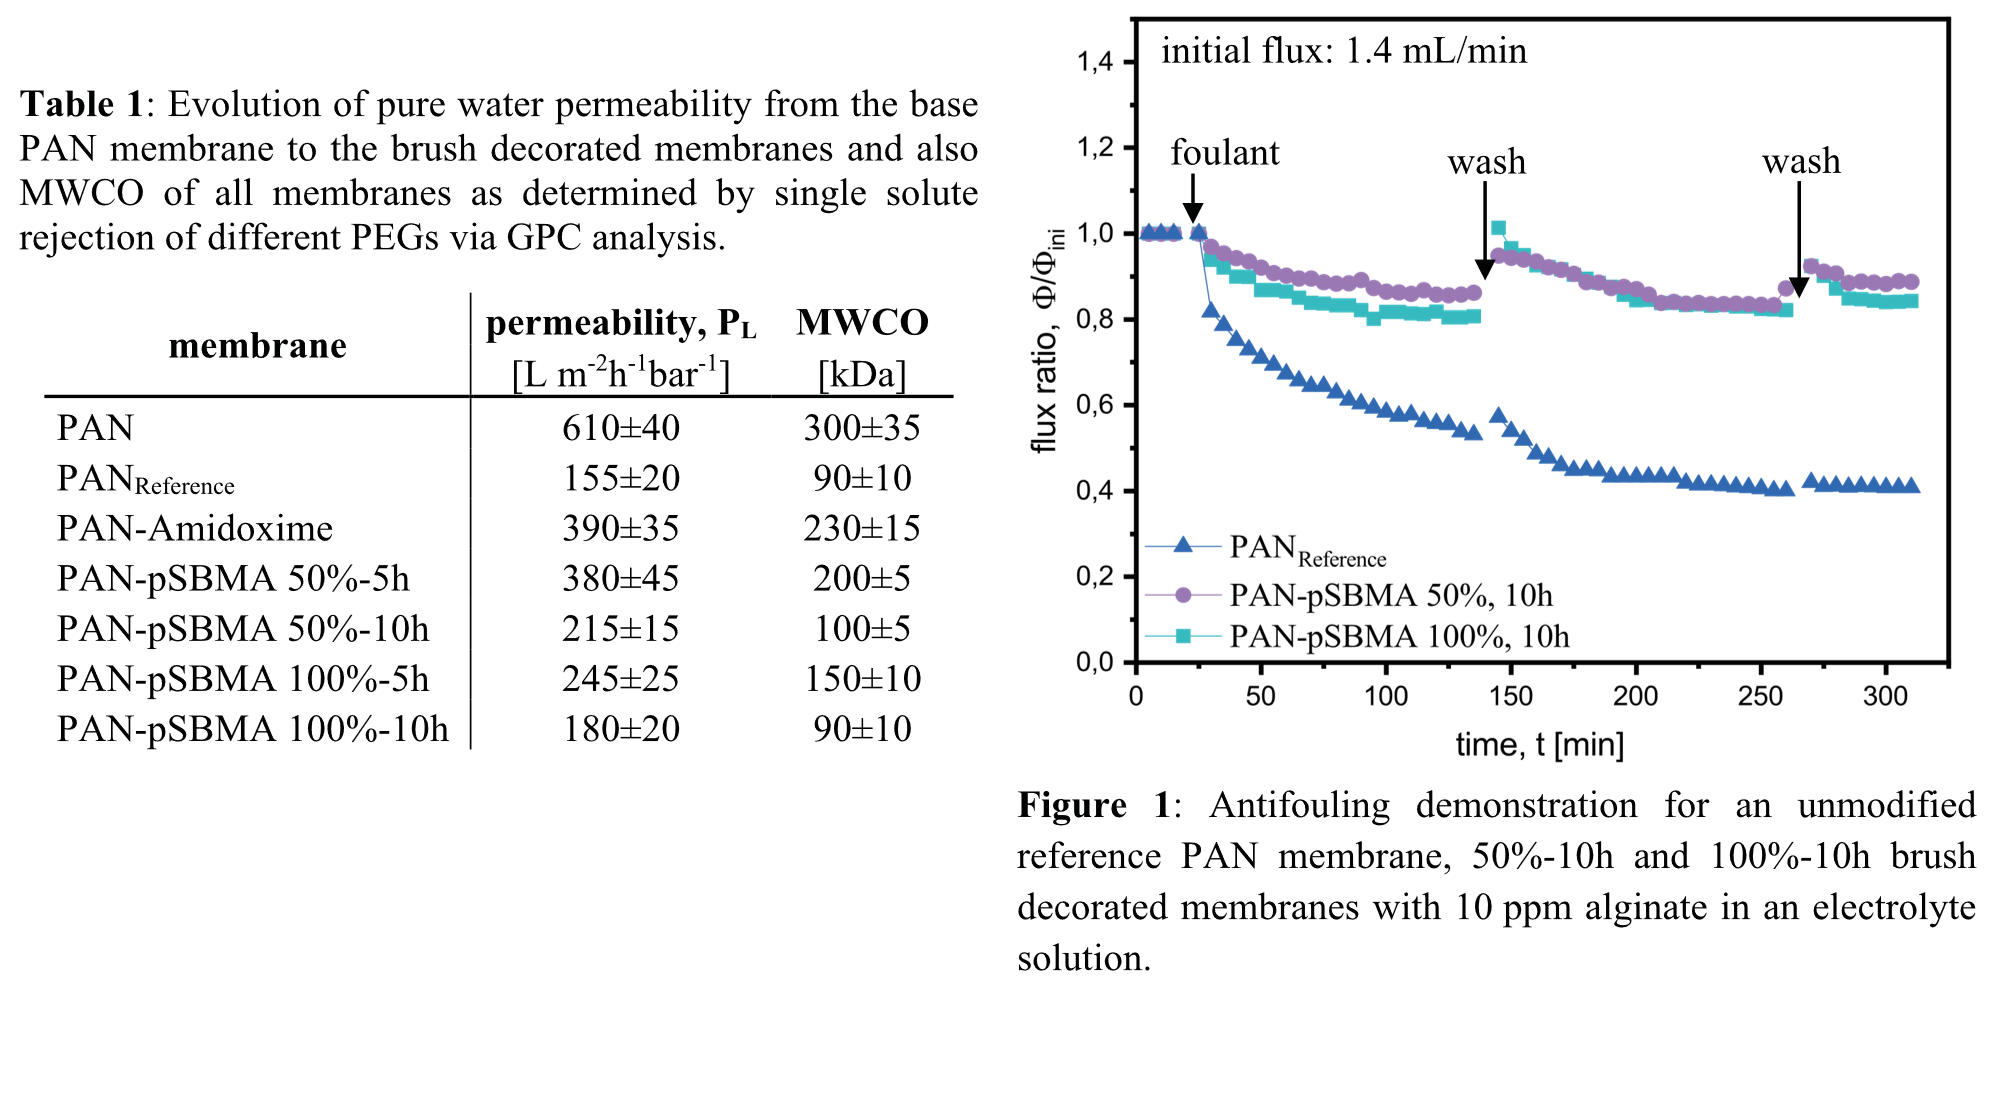 Table 1: Evolution of pure water permeability from the base
PAN membrane to the brush decorated membranes and also
MWCO of all membranes as determined by single solute
rejection of different PEGs via GPC analysis.
membrane permeability, PL MWCO
[L m-2h-1bar-1] [kDa]
PAN 610±40 300±35
PANReference 155±20 90±10
PAN-Amidoxime 390±35 230±15
PAN-pSBMA 50%-5h 380±45 200±5
PAN-pSBMA 50%-10h 215±15 100±5
PAN-pSBMA 100%-5h 245±25 150±10
PAN-pSBMA 100%-10h 180±20 90±10
initial flux: 1.4 mL/min
foulant
wash
wash
flux ratio, Φ/Φini
1,4
1,2
1,0
0,8
0,6
0,4
0,2
0,0
PANReference
PAN-pSBMA 50%, 10h
PAN-pSBMA 100%, 10h
0 50 100 150 200 250 300
time, t [min]
Figure 1: Antifouling demonstration for an unmodified
reference PAN membrane, 50%-10h and 100%-10h brush
decorated membranes with 10 ppm alginate in an electrolyte
solution.